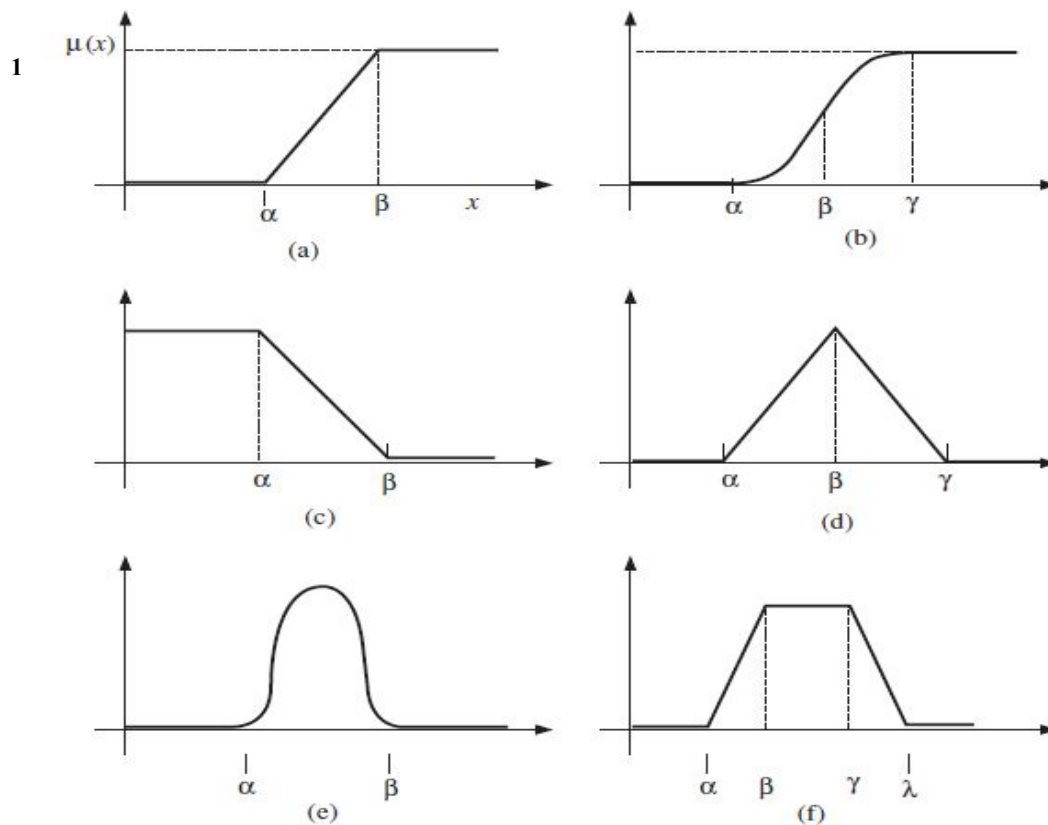 μ(x)
1
α β x
α β γ
(a)
(b)
α β
α β γ
(c)
(d)
α β
α β γ λ
(e)
(f)